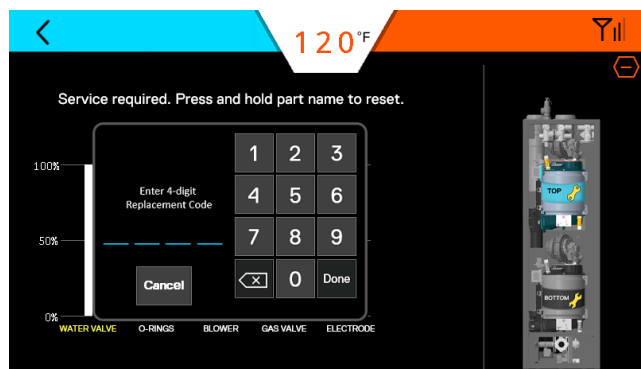 120°F
Service required. Press and hold part name to reset.
100%
50%
0%
Enter 4-digit
Replacement Code
1 2 3
4 5 6
7 8 9
0 Done
Cancel
WATER VALVE O-RINGS BLOWER GAS VALVE ELECTRODE
TOP
BOTTOM